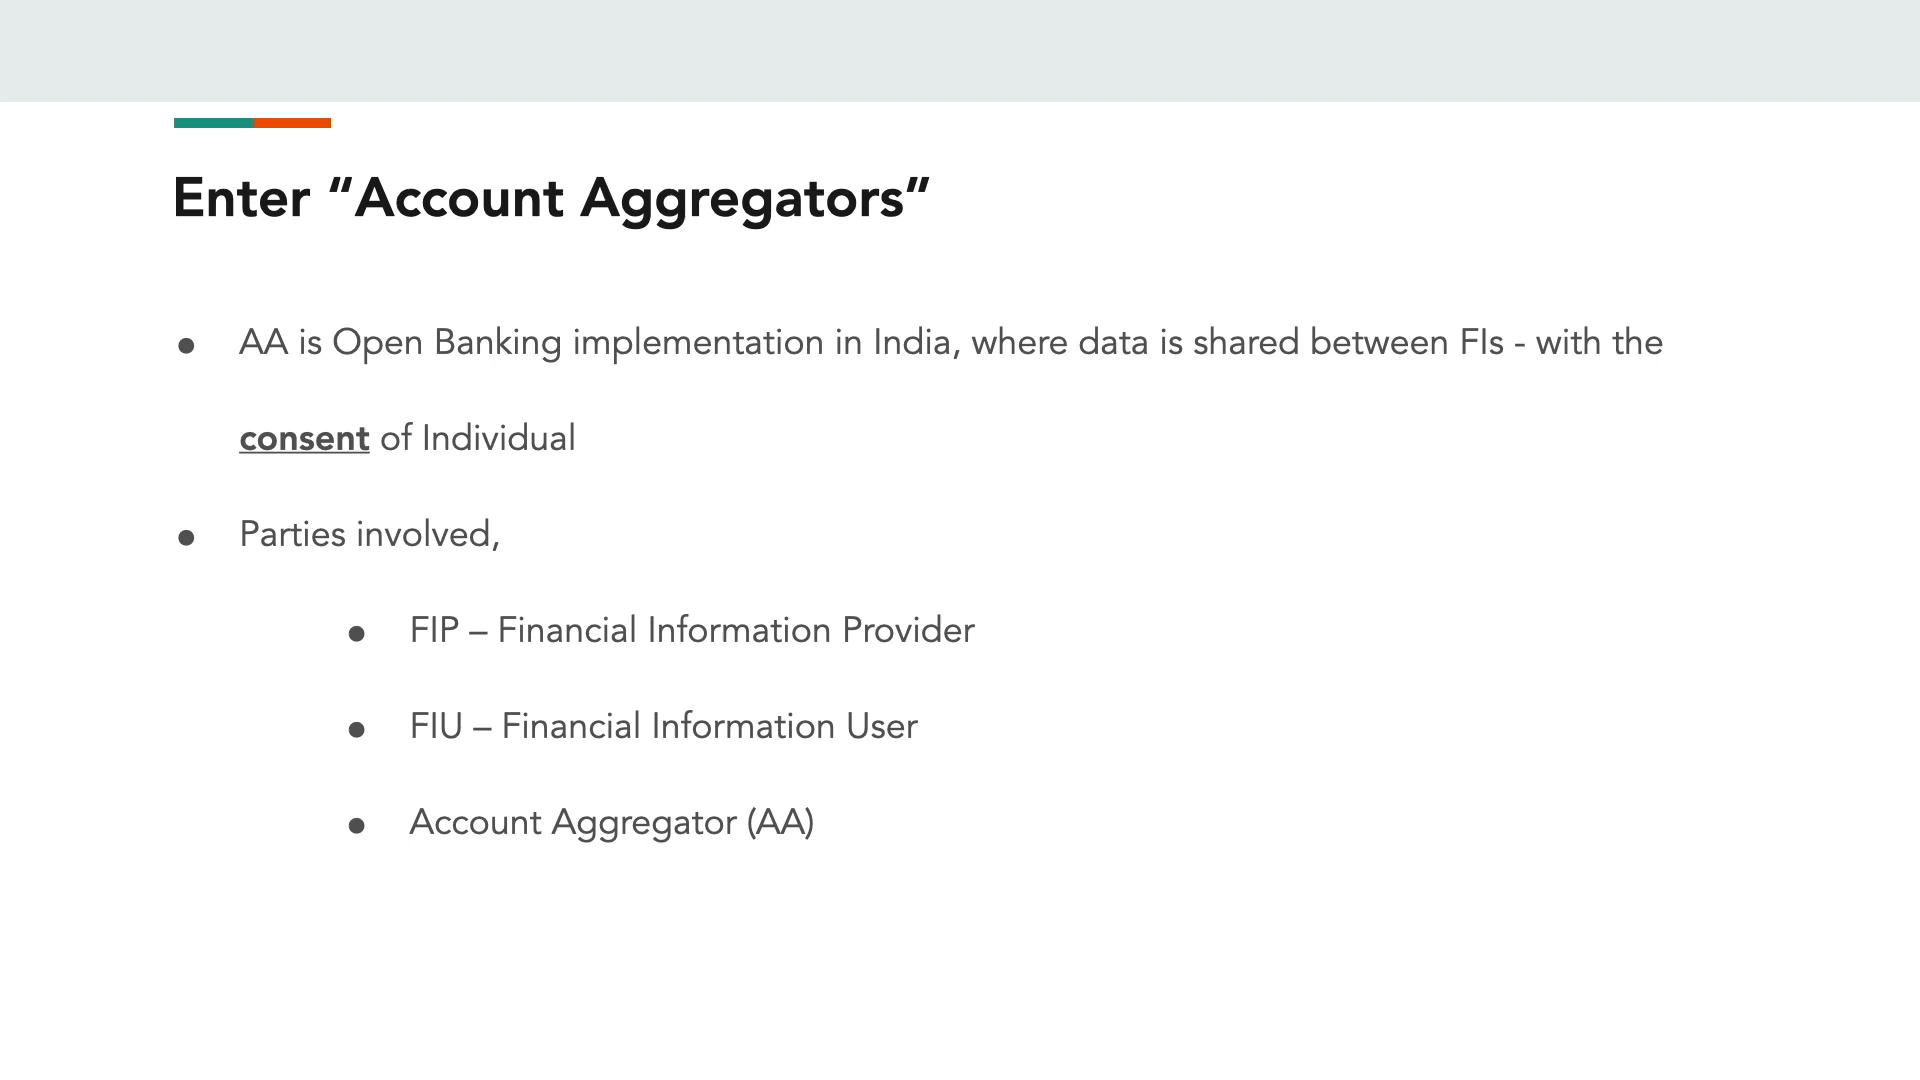 Enter “Account Aggregators”
● AA is Open Banking implementation in India, where data is shared between FIs - with the
consent of Individual
● Parties involved,
● FIP – Financial Information Provider
● FIU – Financial Information User
● Account Aggregator (AA)